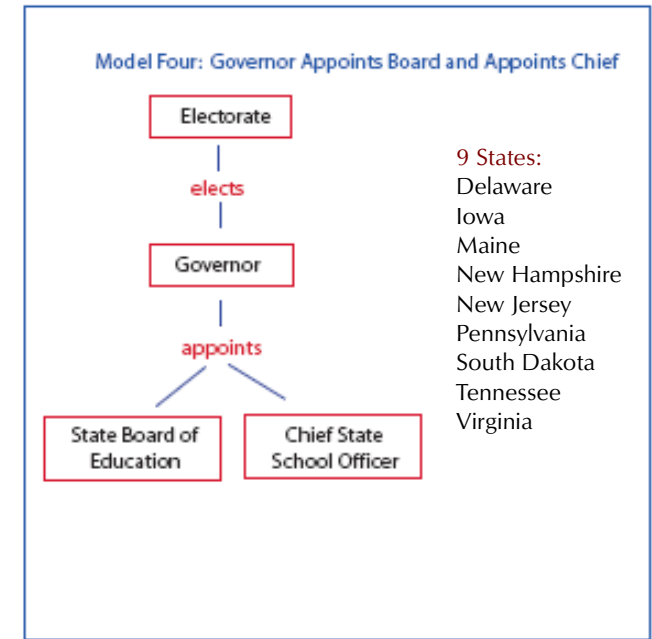 Model Four: Governor Appoints Board and Appoints Chief
Electorate
elects
Governor
appoints
State Board of
Education
Chief State
School Officer
9 States:
Delaware
Iowa
Maine
New Hampshire
New Jersey
Pennsylvania
South Dakota
Tennessee
Virginia